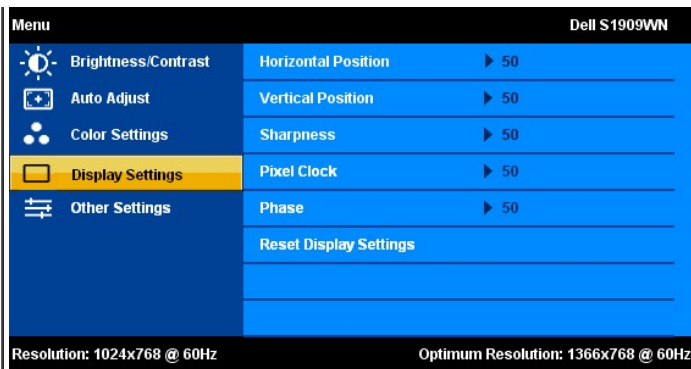 Menu Dell S1909WN
Brightness/Contrast Horizontal Position 50
Auto Adjust Vertical Position 50
Color Settings Sharpness 50
Display Settings Pixel Clock 50
Other Settings Phase 50
Reset Display Settings
Resolution: 1024x768 @ 60Hz Optimum Resolution: 1366x768 @ 60Hz